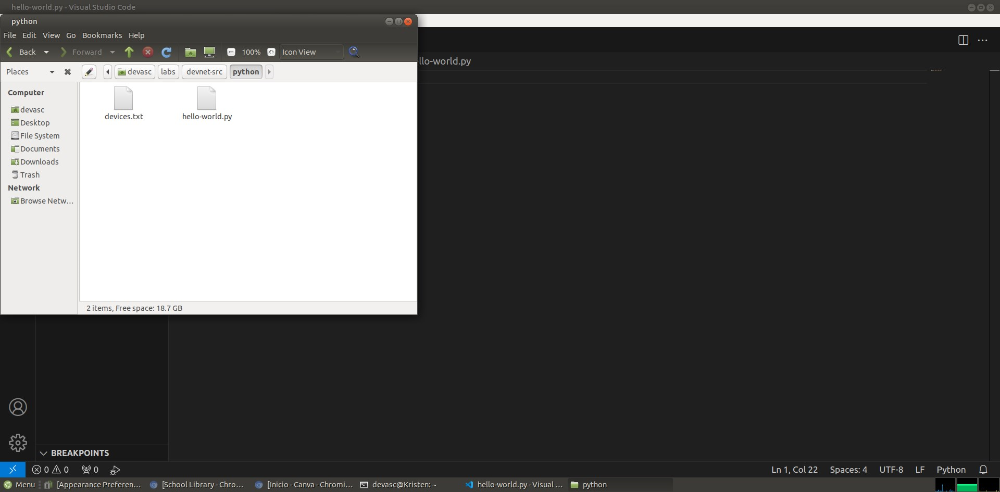 hello-world.py - Visual Studio Code
python
File Edit View Go Bookmarks Help
Back Forward 100% Icon View
llo-world.py
Places devasc labs devnet-src python
Computer
devasc
Desktop
File System
Documents
Downloads
Trash
Network
Browse Netw...
devices.txt hello-world.py
2 items, Free space: 18.7 GB
BREAKPOINTS
0 0 0 Ln 1, Col 22 Spaces: 4 UTF-8 LF Python
Menu [Appearance Preferen... [School Library - Chro... [Inicio - Canva - Chromi... devasc@Kristen: ~ hello-world.py - Visual ... python